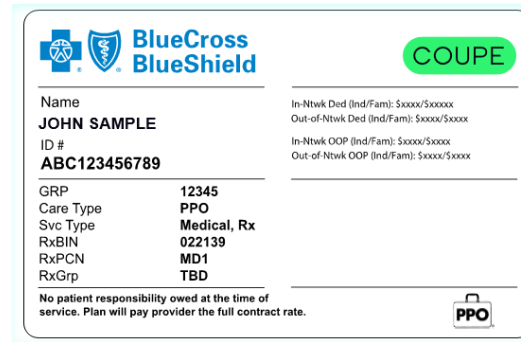 BlueCross
BlueShield
COUPE
Name
JOHN SAMPLE
ID #
ABC123456789
In-Ntwk Ded (Ind/Fam): $xxxx/$xxxxx
Out-of-Ntwk Ded (Ind/Fam): $xxxx/$xxxx
In-Ntwk OOP (Ind/Fam): $xxxx/$xxxx
Out-of-Ntwk OOP (Ind/Fam): $xxxx/$xxxx
GRP 12345
Care Type PPO
Svc Type Medical, Rx
RxBIN 022139
RxPCN MD1
RxGrp TBD
No patient responsibility owed at the time of
service. Plan will pay provider the full contract rate.
PPO